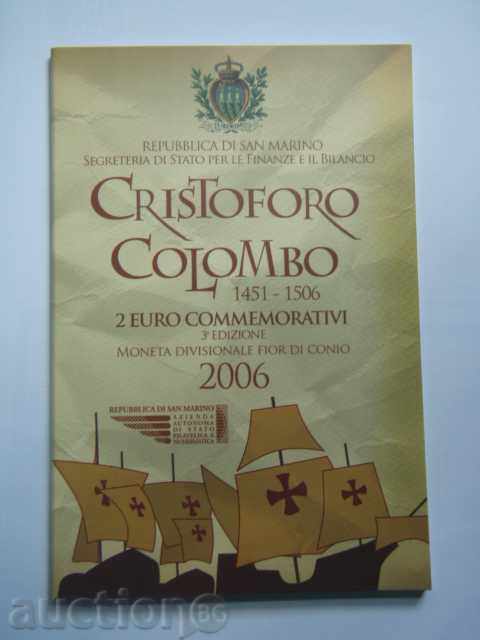 REPUBBLICA DI SAN MARINO
SEGRETERIA DI STATO PER LE FINANZE E IL BILANCIO
CRISTOFORO
COLOMBO
1451 - 1506
2 EURO COMMEMORATIVI
3ª EDIZIONE
MONETA DIVISIONALE FIOR DI CONIO
2006
REPUBBLICA DI SAN MARINO
AZIENDA
AUTONOMA
DI STATO
FILATELICA &
NUMISMATICA
auction BG